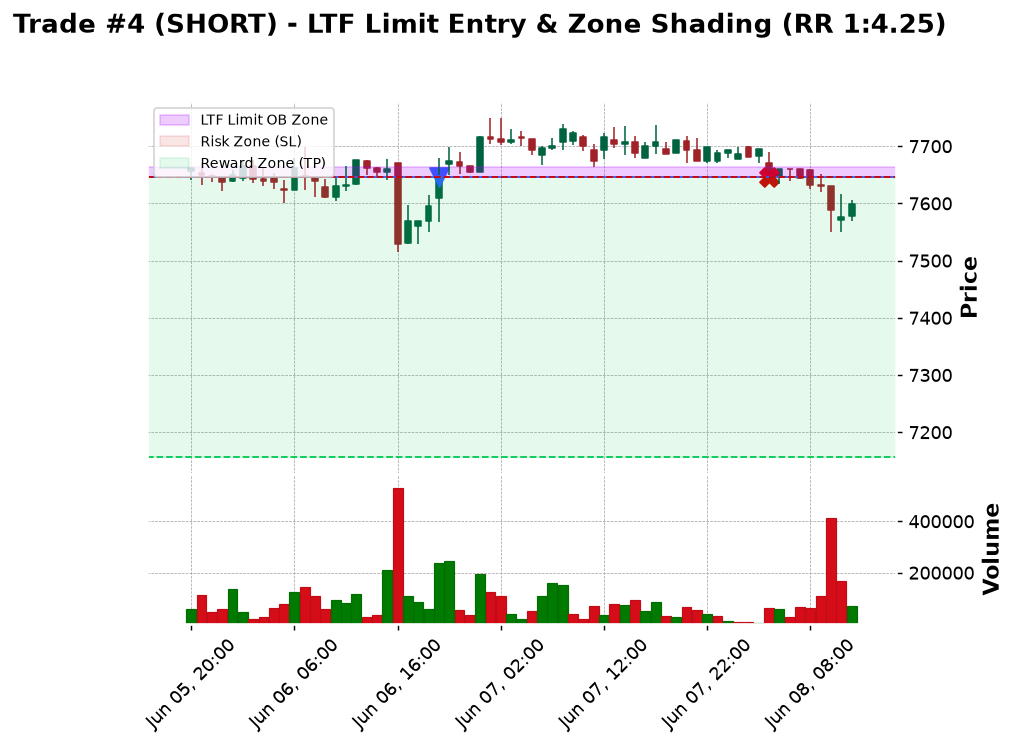 Trade #4 (SHORT) - LTF Limit Entry & Zone Shading (RR 1:4.25)
LTF Limit OB Zone
Risk Zone (SL)
Reward Zone (TP)
7700
7600
7500
7400
7300
7200
Price
400000
200000
Volume
Jun 05, 20:00
Jun 06, 06:00
Jun 06, 16:00
Jun 07, 02:00
Jun 07, 12:00
Jun 07, 22:00
Jun 08, 08:00